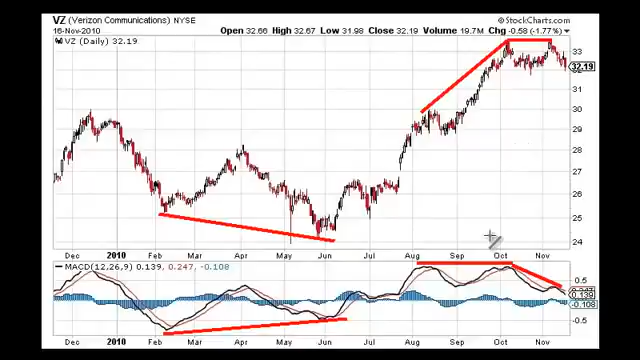 VZ (Verizon Communications) NYSE © StockCharts.com
16-Nov-2010 Open 32.66 High 32.67 Low 31.98 Close 32.19 Volume 19.7M Chg -0.58 (-1.77%)
VZ (Daily) 32.19
33
32.19
31
30
29
28
27
26
25
24
Dec 2010 Feb Mar Apr May Jun Jul Aug Sep Oct Nov
MACD(12,26,9) 0.139, 0.247, -0.108
0.5
0.247
0.139
-0.108
-0.5
Dec 2010 Feb Mar Apr May Jun Jul Aug Sep Oct Nov